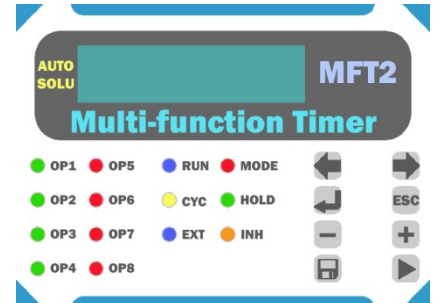 AUTO
SOLU
MFT2
Multi-function Timer
OP1 OP5 RUN MODE
OP2 OP6 CYC HOLD ESC
OP3 OP7 EXT INH - +
OP4 OP8